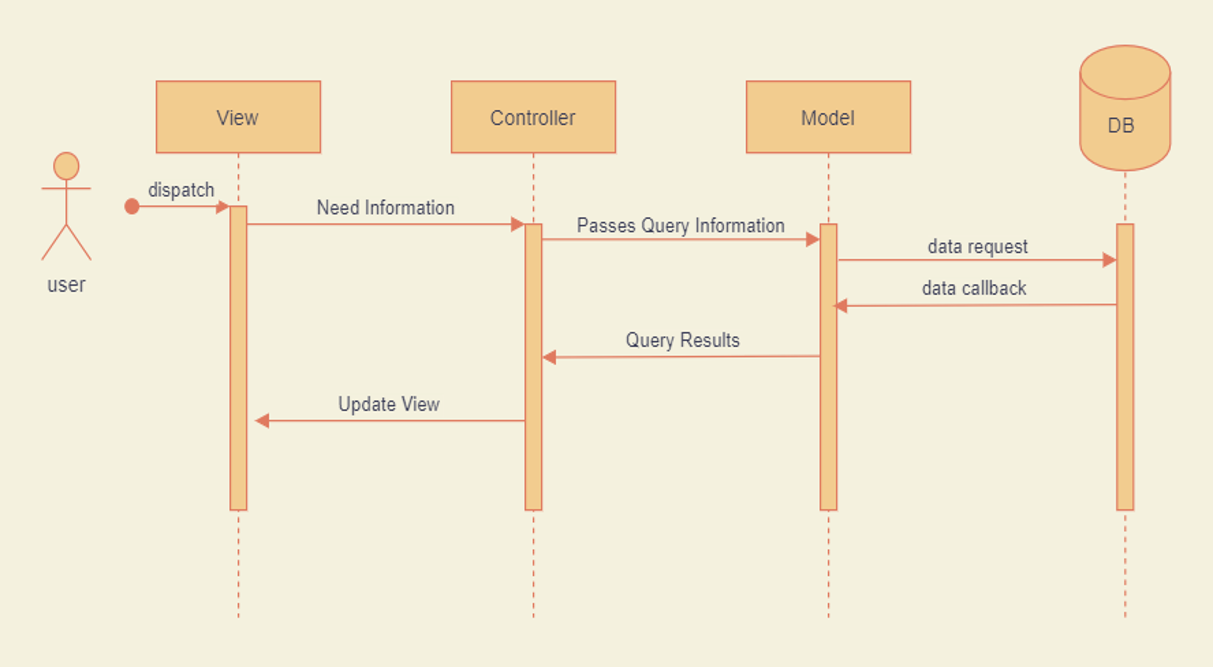 View
Controller
Model
DB
dispatch
Need Information
Passes Query Information
data request
data callback
user
Query Results
Update View